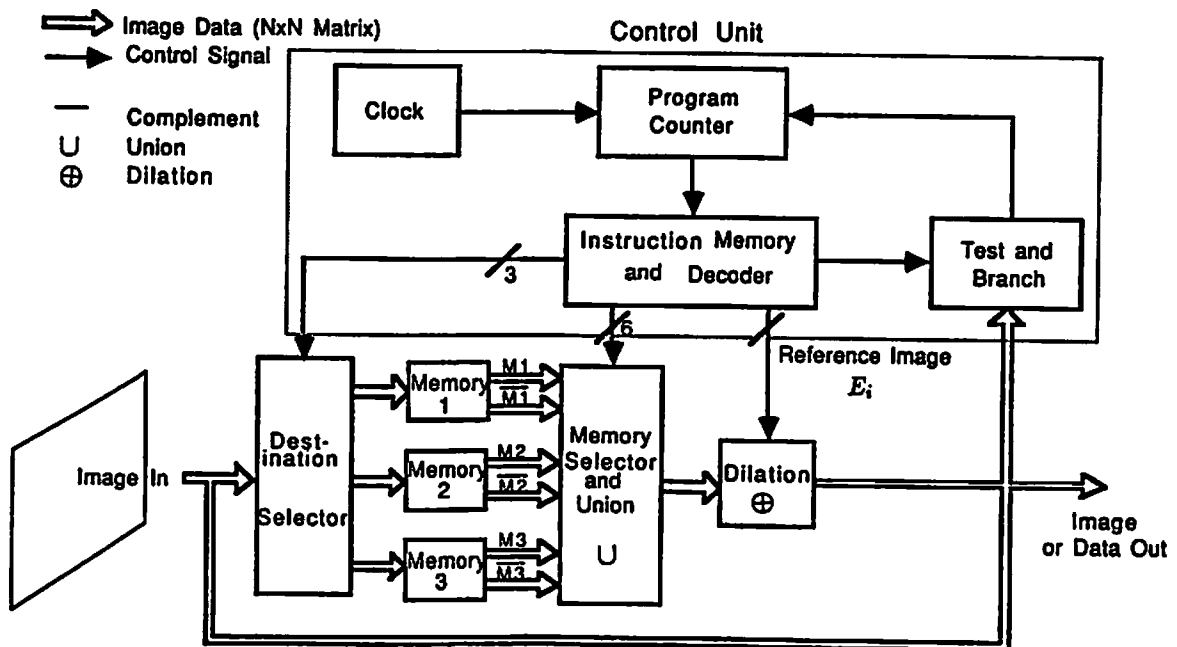 Image Data (NxN Matrix)
Control Signal
— Complement
∪ Union
⊕ Dilation
Control Unit
Clock
Program
Counter
Instruction Memory
and Decoder
Test and
Branch
3
6
Reference Image
E_i
Image In
Dest-
ination
Selector
Memory
1
Memory
2
Memory
3
M1
M̅1̅
M2
M̅2̅
M3
M̅3̅
Memory
Selector
and
Union
∪
Dilation
⊕
Image
or Data Out